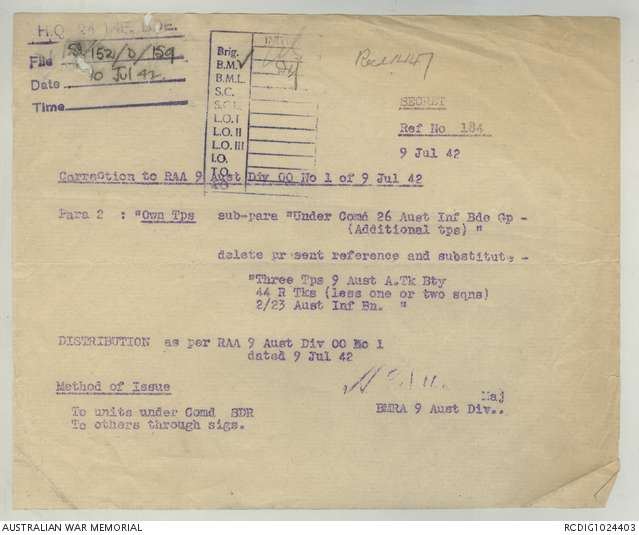 H.Q. 24 INF. BDE.
File 52/1521/0/159
Date 10 Jul 42
Time
INIT
Brig.
B.M.
B.M.L.
S.C.
L.O.I
L.O. II
L.O. III
I.O.
SECRET
Ref No 184
9 Jul 42
Correction to RAA 9 Aust Div OO No 1 of 9 Jul 42
Para 2 : "Own Tps sub-para "Under Comd 26 Aust Inf Bde Gp -
(Additional tps) "
delete present reference and substitute -
"Three Tps 9 Aust A.Tk Bty
44 R Tks (less one or two sqns)
2/23 Aust Inf Bn. "
DISTRIBUTION as per RAA 9 Aust Div OO No 1
dated 9 Jul 42
Method of Issue
To units under Comd SDR
To others through sigs.
Maj
BMRA 9 Aust Div..
AUSTRALIAN WAR MEMORIAL
RCDIG1024403